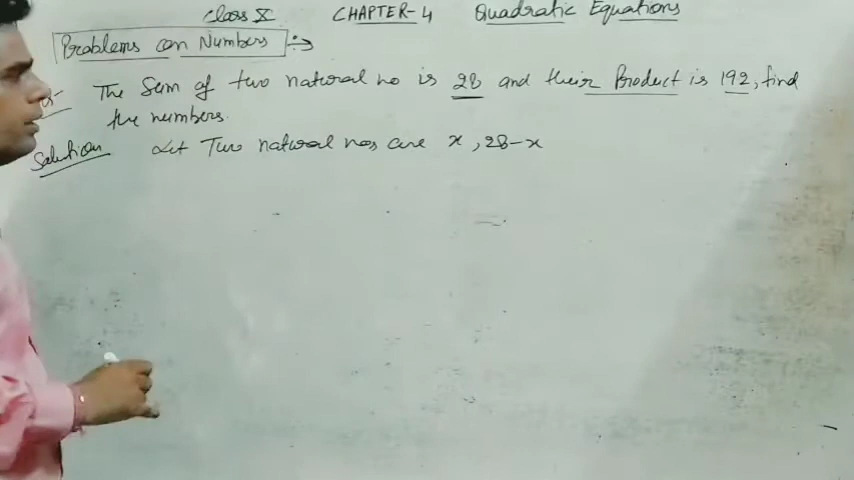 Class X CHAPTER-4 Quadratic Equations
Problems on Numbers ÷→
The Sum of two natural no is 28 and their Product is 192, find
the numbers.
Solution Let Two natural nos are x, 28-x